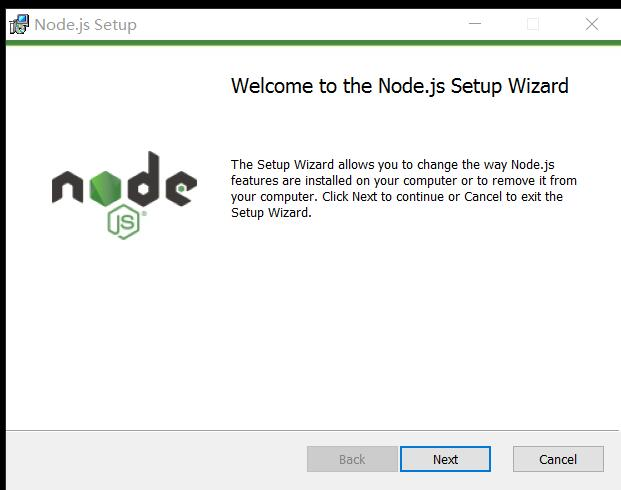 Node.js Setup
Welcome to the Node.js Setup Wizard
The Setup Wizard allows you to change the way Node.js
features are installed on your computer or to remove it from
your computer. Click Next to continue or Cancel to exit the
Setup Wizard.
node
JS®
Back
Next
Cancel